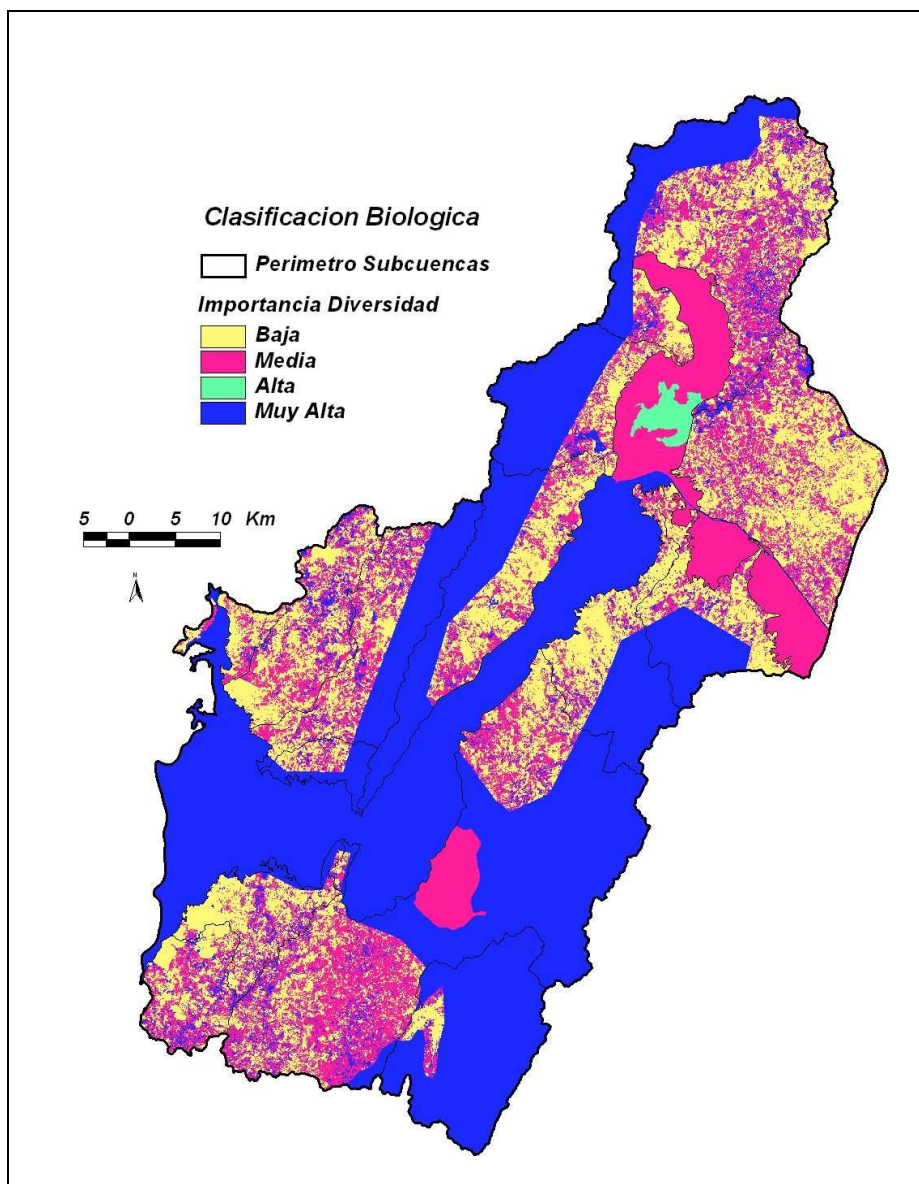 Clasificacion Biologica
Perimetro Subcuencas
Importancia Diversidad
Baja
Media
Alta
Muy Alta
5 0 5 10 Km
N